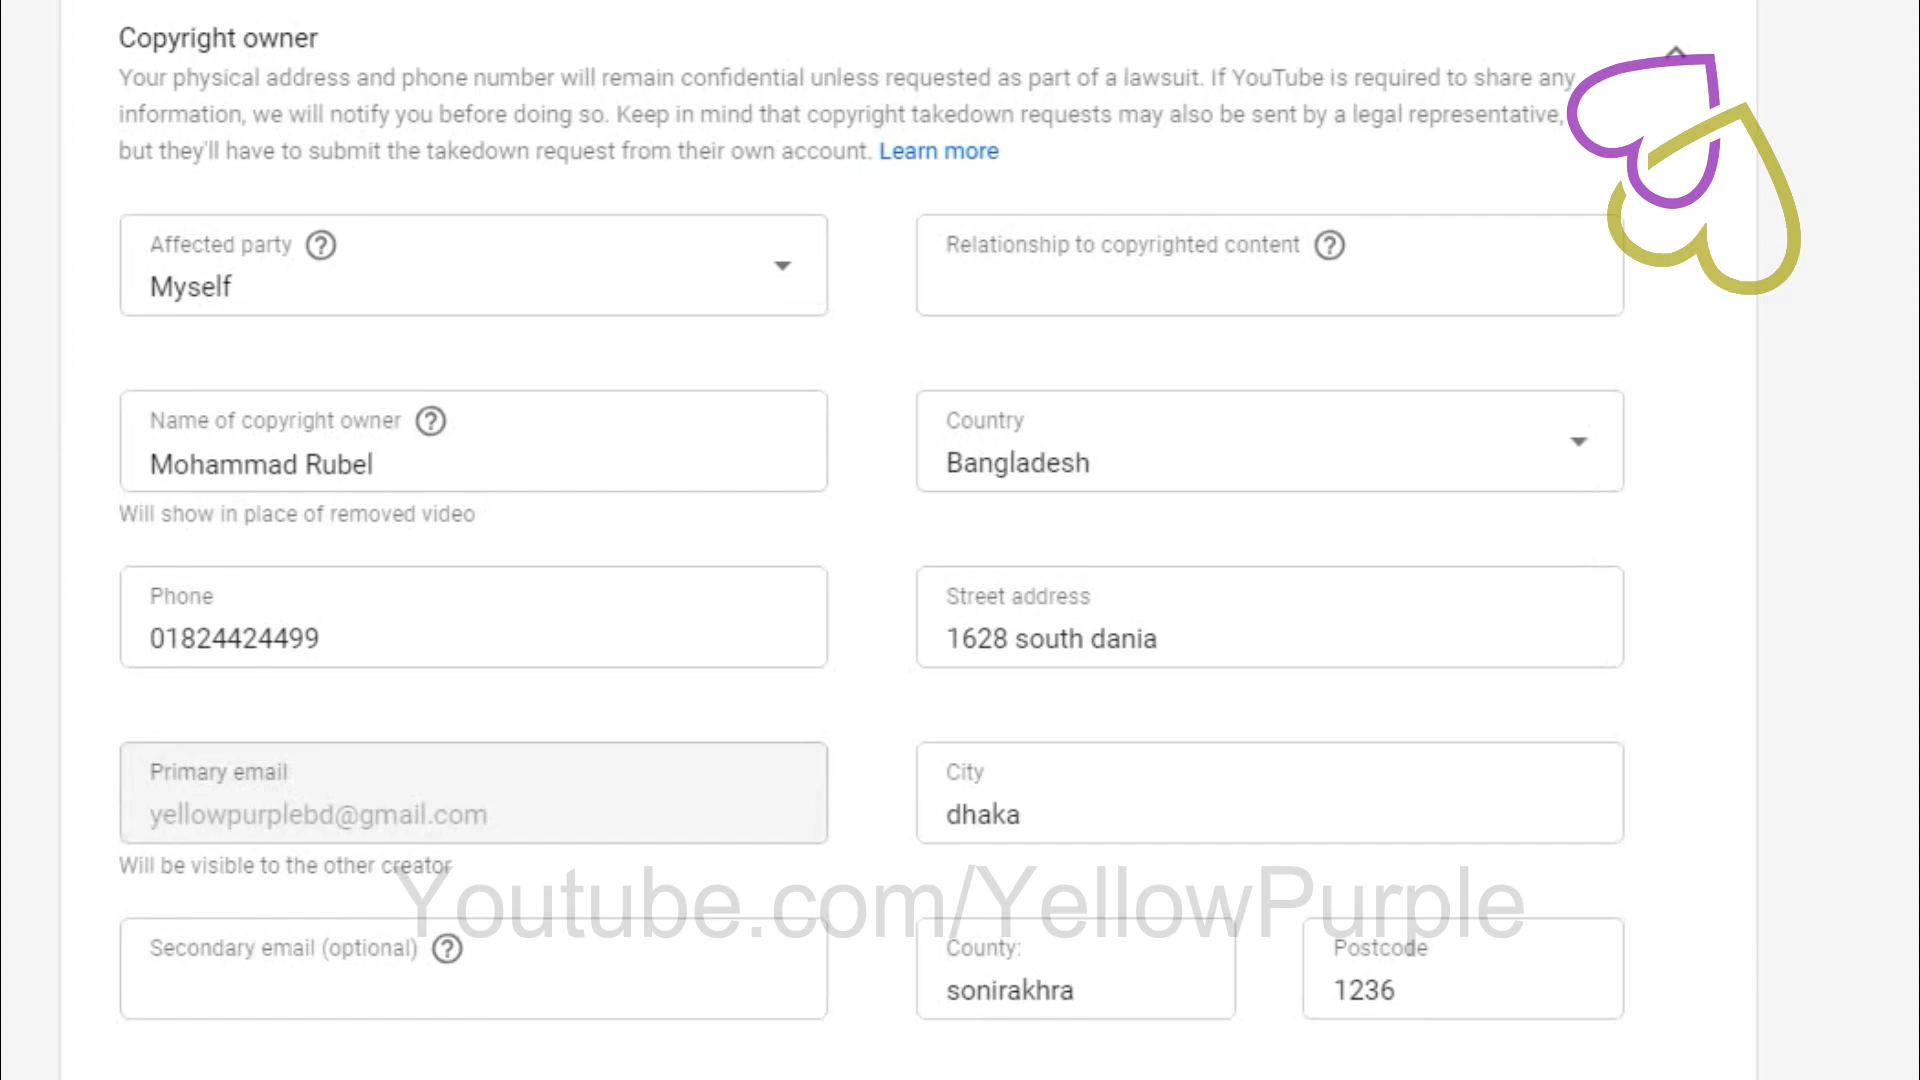 Copyright owner
Your physical address and phone number will remain confidential unless requested as part of a lawsuit. If YouTube is required to share any
information, we will notify you before doing so. Keep in mind that copyright takedown requests may also be sent by a legal representative,
but they'll have to submit the takedown request from their own account. Learn more
Affected party
Myself
Relationship to copyrighted content
Name of copyright owner
Mohammad Rubel
Will show in place of removed video
Country
Bangladesh
Phone
01824424499
Street address
1628 south dania
Primary email
yellowpurplebd@gmail.com
Will be visible to the other creator
City
dhaka
Youtube.com/YellowPurple
Secondary email (optional)
County:
sonirakhra
Postcode
1236